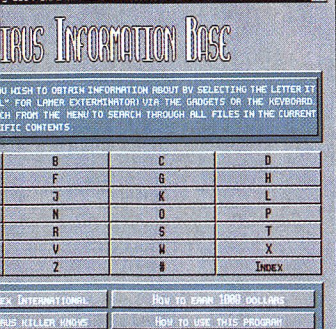 IRUS INFORMATION BASE
OU WISH TO OBTAIN INFORMATION ABOUT BY SELECTING THE LETTER IT
L" FOR LAMER EXTERMINATOR) VIA THE GADGETS OR THE KEYBOARD.
CH FROM THE MENU TO SEARCH THROUGH ALL FILES IN THE CURRENT
IFIC CONTENTS.
B C D
F G H
J K L
N O P
R S T
V W X
Z # INDEX
EX INTERNATIONAL HOW TO EARN 1000 DOLLARS
RUS KILLER KNOWS HOW TO USE THIS PROGRAM